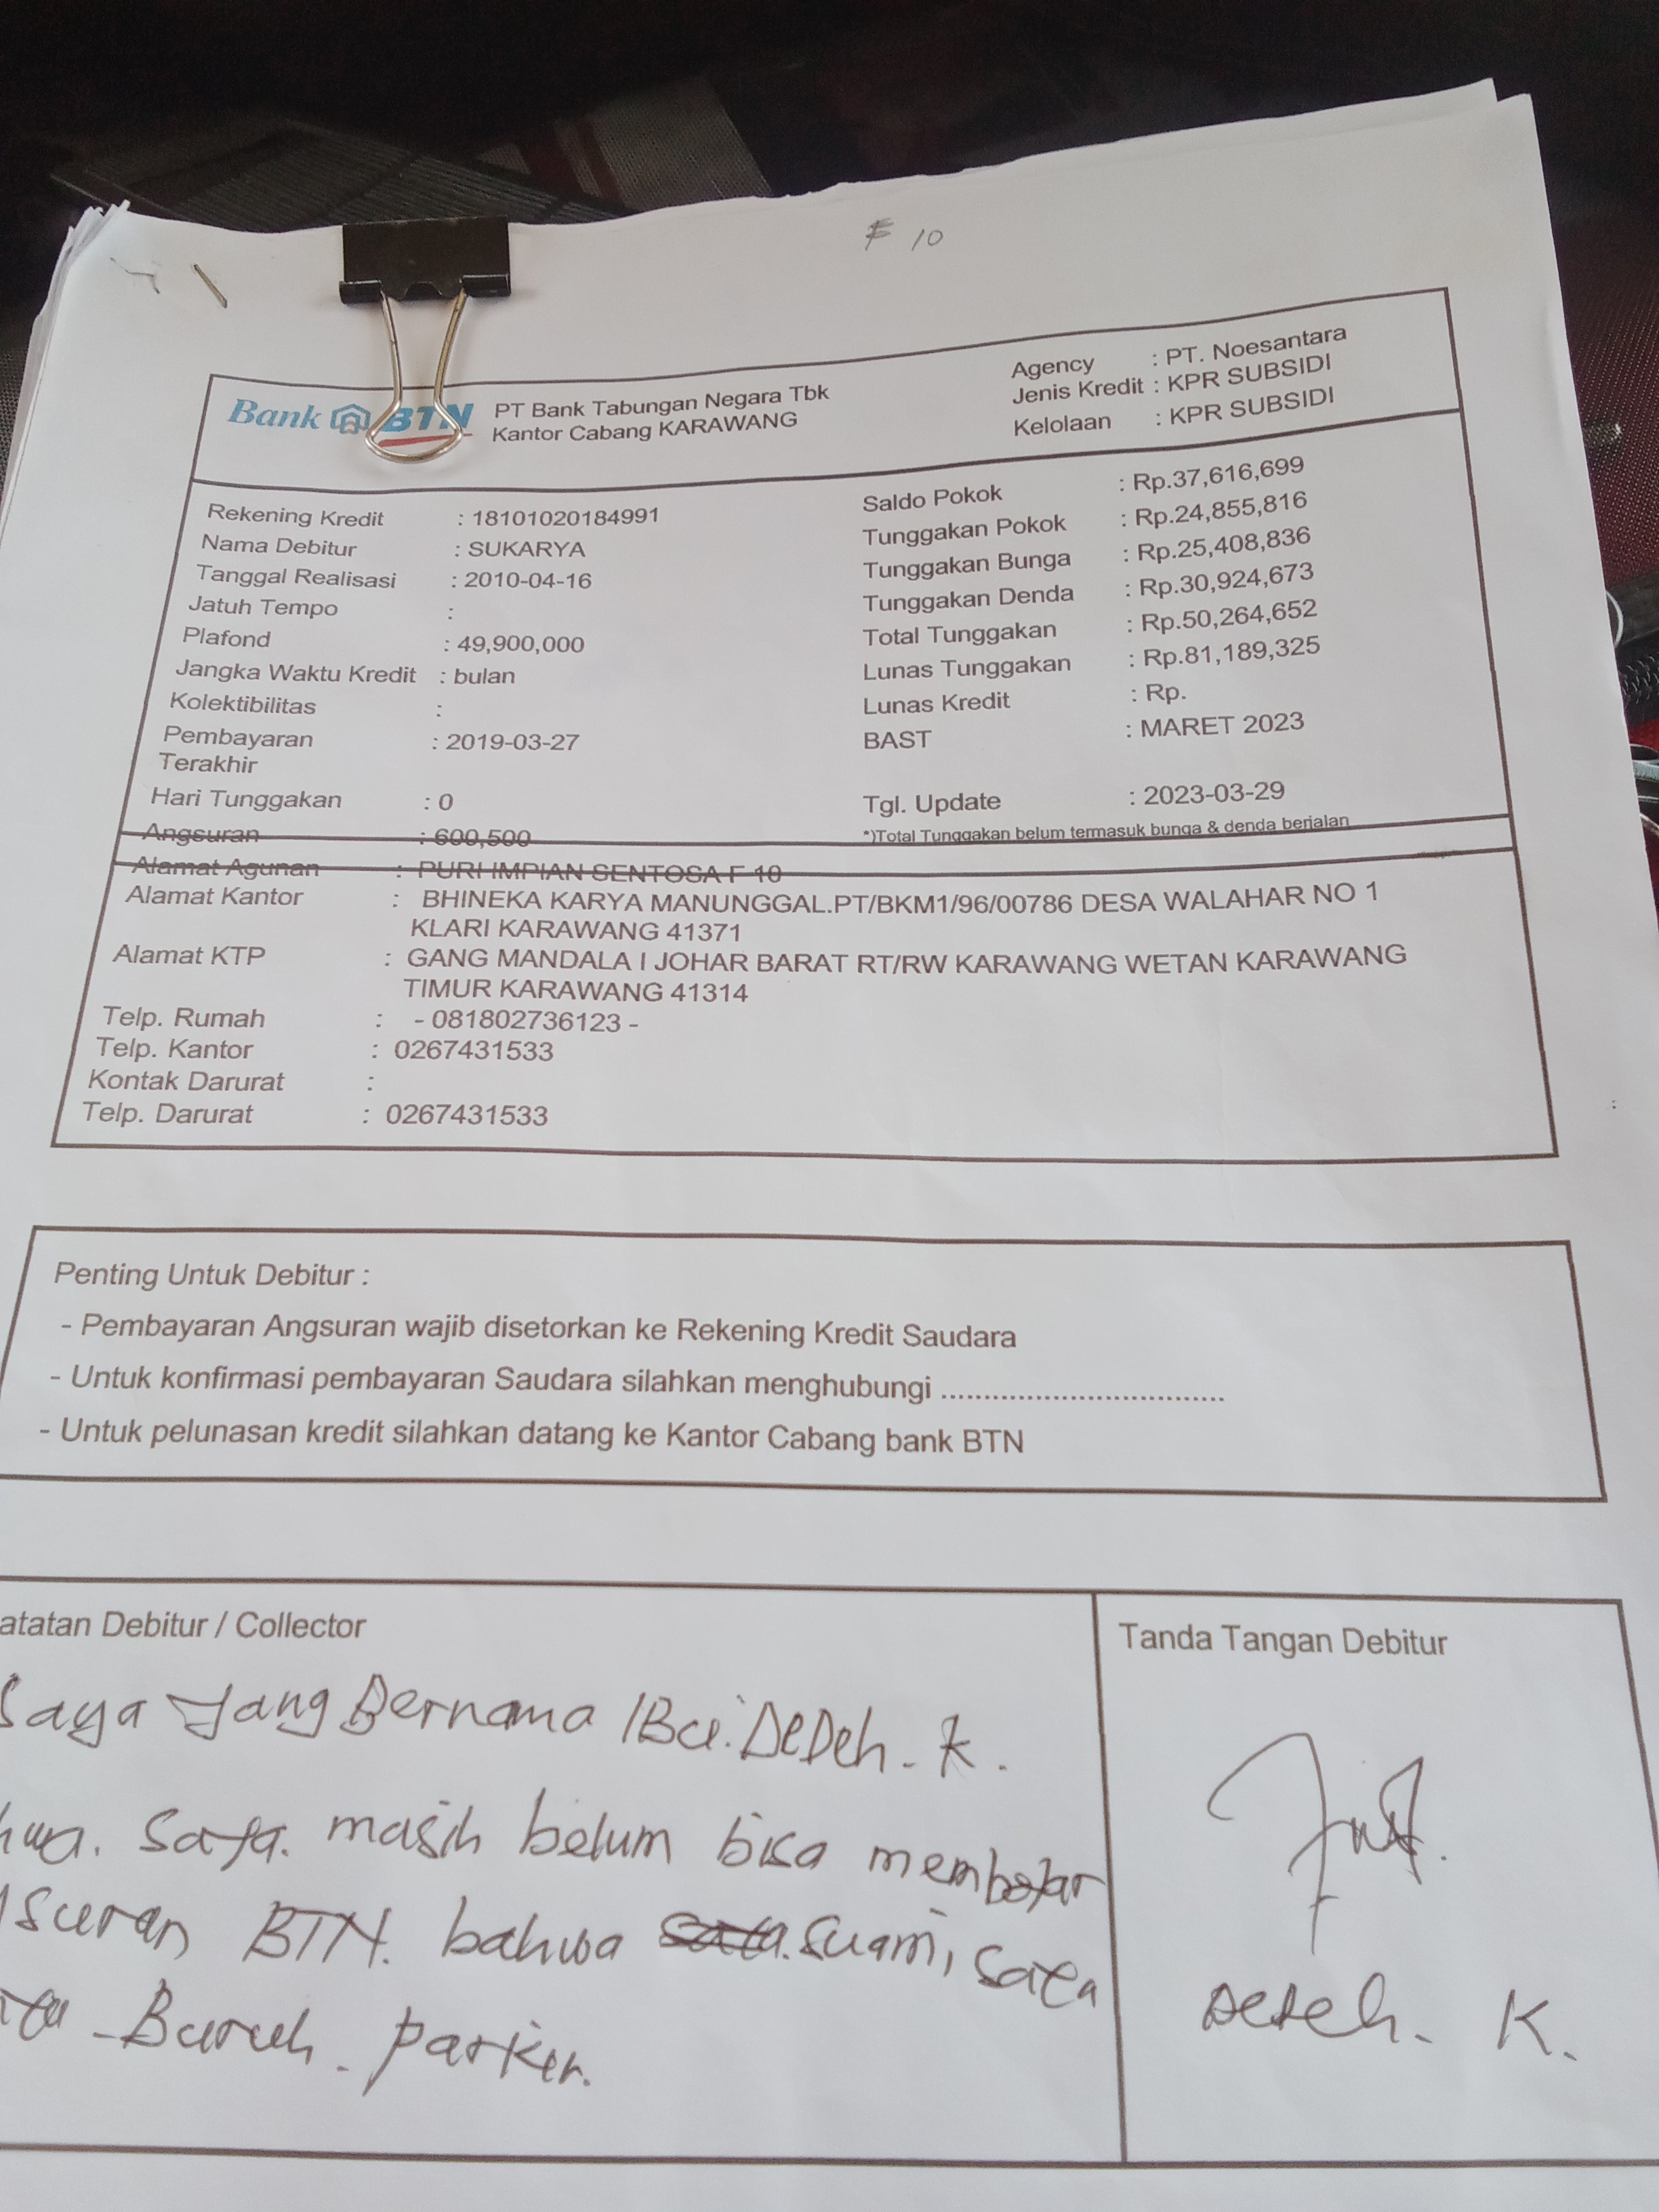 F 10
Bank BTN
PT Bank Tabungan Negara Tbk
Kantor Cabang KARAWANG
Agency : PT. Noesantara
Jenis Kredit : KPR SUBSIDI
Kelolaan : KPR SUBSIDI
Rekening Kredit : 18101020184991
Nama Debitur : SUKARYA
Tanggal Realisasi : 2010-04-16
Jatuh Tempo :
Plafond : 49,900,000
Jangka Waktu Kredit : bulan
Kolektibilitas :
Pembayaran Terakhir : 2019-03-27
Hari Tunggakan : 0
Angsuran : 600,500
Saldo Pokok : Rp.37,616,699
Tunggakan Pokok : Rp.24,855,816
Tunggakan Bunga : Rp.25,408,836
Tunggakan Denda : Rp.30,924,673
Total Tunggakan : Rp.50,264,652
Lunas Tunggakan : Rp.81,189,325
Lunas Kredit : Rp.
BAST : MARET 2023
Tgl. Update : 2023-03-29
*)Total Tunggakan belum termasuk bunga & denda berjalan
Alamat Agunan : PURI IMPIAN SENTOSA F 10
Alamat Kantor : BHINEKA KARYA MANUNGGAL.PT/BKM1/96/00786 DESA WALAHAR NO 1
KLARI KARAWANG 41371
Alamat KTP : GANG MANDALA I JOHAR BARAT RT/RW KARAWANG WETAN KARAWANG
TIMUR KARAWANG 41314
Telp. Rumah : - 081802736123 -
Telp. Kantor : 0267431533
Kontak Darurat :
Telp. Darurat : 0267431533
Penting Untuk Debitur :
- Pembayaran Angsuran wajib disetorkan ke Rekening Kredit Saudara
- Untuk konfirmasi pembayaran Saudara silahkan menghubungi .................................
- Untuk pelunasan kredit silahkan datang ke Kantor Cabang bank BTN
atatan Debitur / Collector
Tanda Tangan Debitur
Saya yang Bernama IBU. DeDeh. K.
saya. masih belum bisa membayar
suran BTN. bahwa suami, saya
Buruh. parkir.
Dedeh. K.